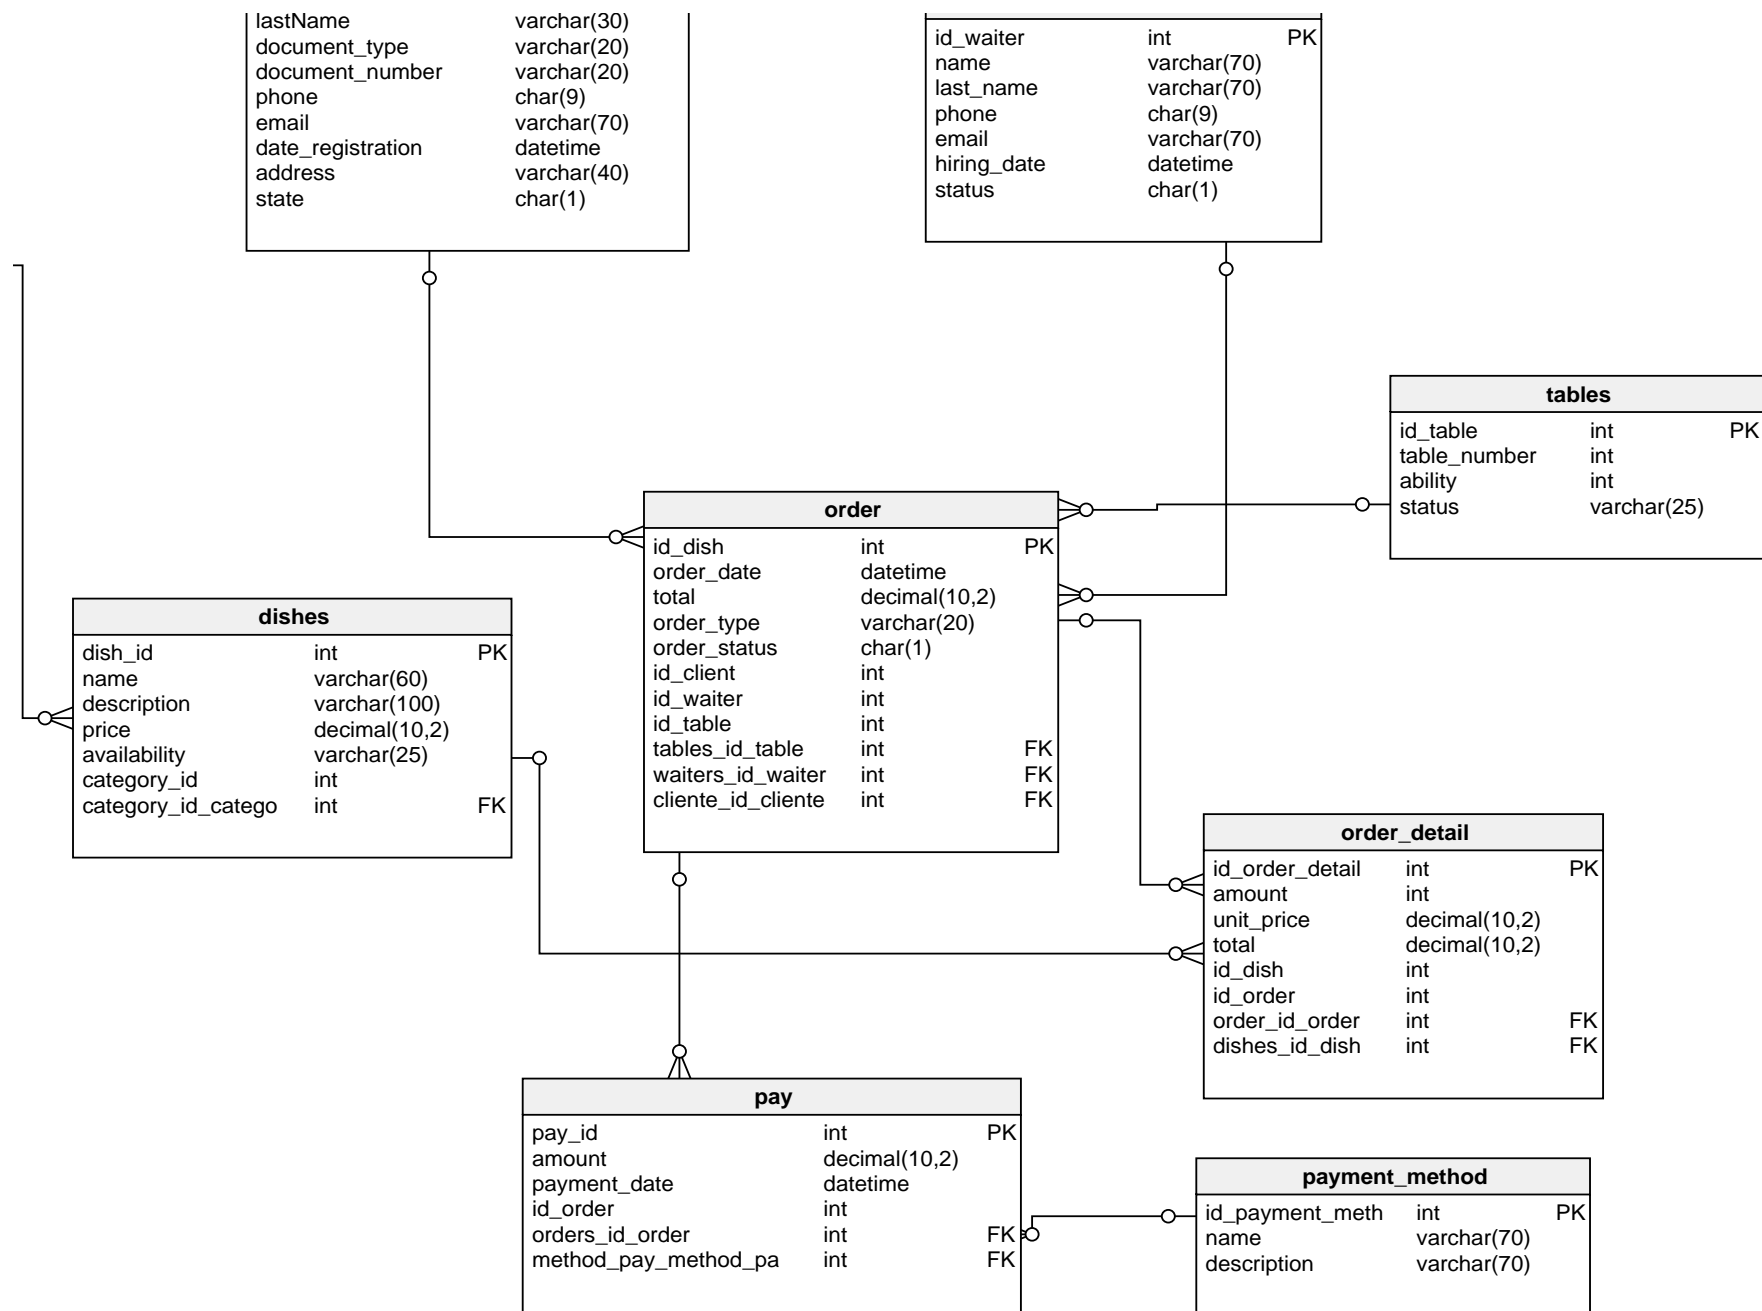 lastName varchar(30)
document_type varchar(20)
document_number varchar(20)
phone char(9)
email varchar(70)
date_registration datetime
address varchar(40)
state char(1)
id_waiter int PK
name varchar(70)
last_name varchar(70)
phone char(9)
email varchar(70)
hiring_date datetime
status char(1)
tables
id_table int PK
table_number int
ability int
status varchar(25)
order
id_dish int PK
order_date datetime
total decimal(10,2)
order_type varchar(20)
order_status char(1)
id_client int
id_waiter int
id_table int
tables_id_table int FK
waiters_id_waiter int FK
cliente_id_cliente int FK
dishes
dish_id int PK
name varchar(60)
description varchar(100)
price decimal(10,2)
availability varchar(25)
category_id int
category_id_catego int FK
order_detail
id_order_detail int PK
amount int
unit_price decimal(10,2)
total decimal(10,2)
id_dish int
id_order int
order_id_order int FK
dishes_id_dish int FK
pay
pay_id int PK
amount decimal(10,2)
payment_date datetime
id_order int
orders_id_order int FK
method_pay_method_pa int FK
payment_method
id_payment_meth int PK
name varchar(70)
description varchar(70)